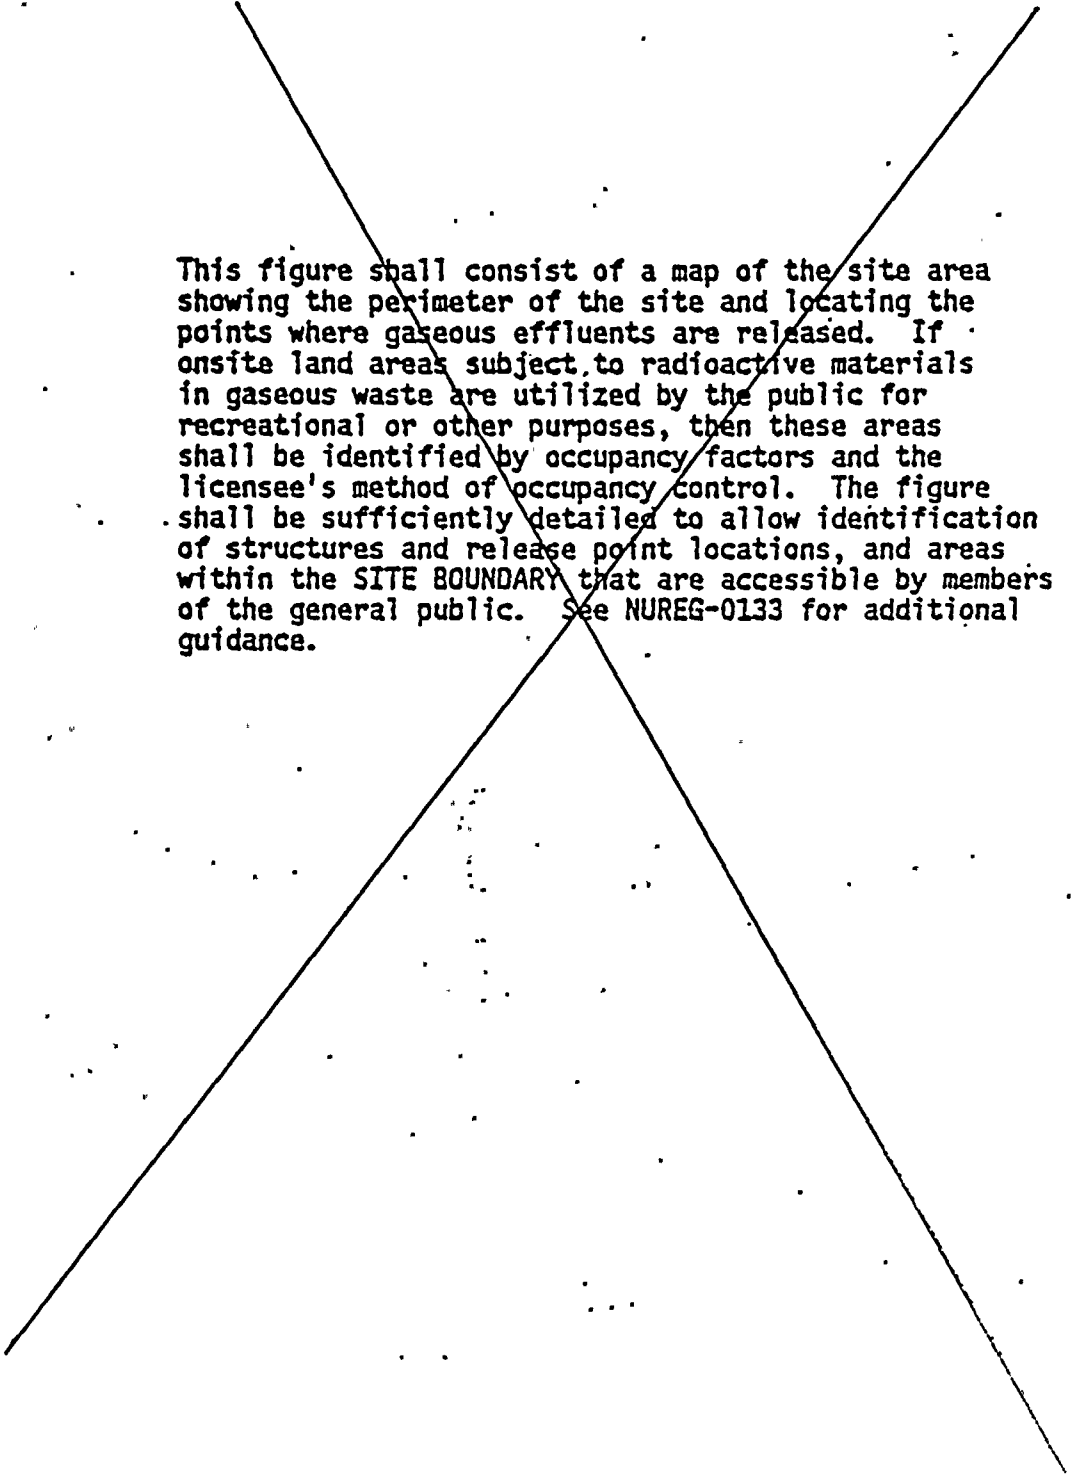 This figure shall consist of a map of the site area
showing the perimeter of the site and locating the
points where gaseous effluents are released. If
onsite land areas subject to radioactive materials
in gaseous waste are utilized by the public for
recreational or other purposes, then these areas
shall be identified by occupancy factors and the
licensee's method of occupancy control. The figure
shall be sufficiently detailed to allow identification
of structures and release point locations, and areas
within the SITE BOUNDARY that are accessible by members
of the general public. See NUREG-0133 for additional
guidance.